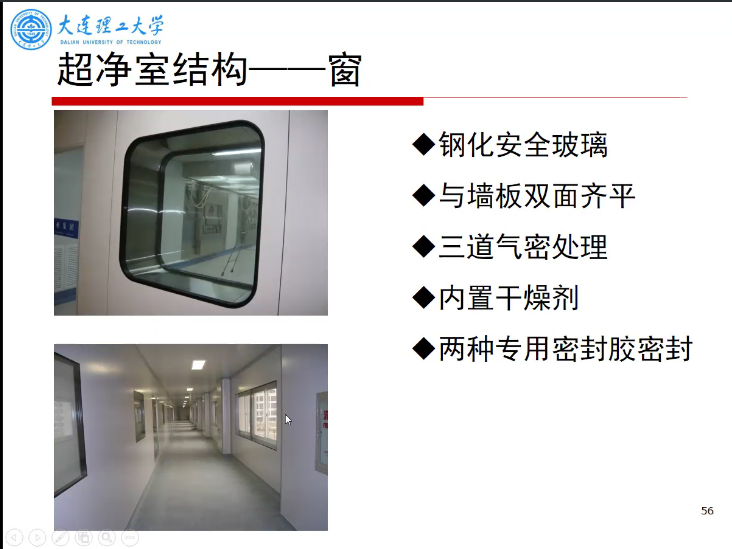 大连理工大学
DALIAN UNIVERSITY OF TECHNOLOGY
超净室结构——窗
◆钢化安全玻璃
◆与墙板双面齐平
◆三道气密处理
◆内置干燥剂
◆两种专用密封胶密封
56